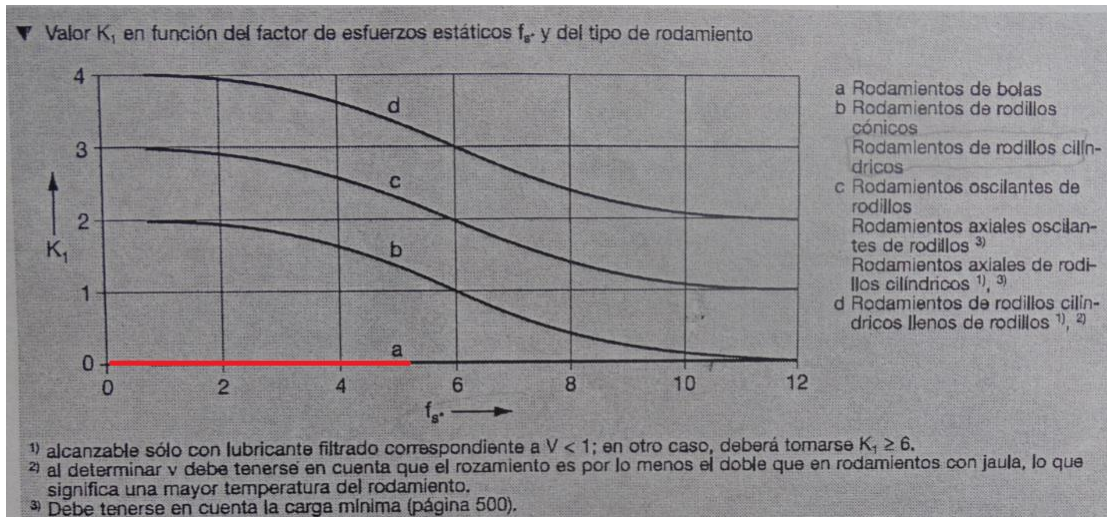 ▼ Valor K₁ en función del factor de esfuerzos estáticos fₛ* y del tipo de rodamiento
4
3
2
1
0
K₁
d
c
b
a
0 2 4 6 8 10 12
fₛ*
a Rodamientos de bolas
b Rodamientos de rodillos
cónicos
Rodamientos de rodillos cilín-
dricos
c Rodamientos oscilantes de
rodillos
Rodamientos axiales oscilan-
tes de rodillos ³⁾
Rodamientos axiales de rodi-
llos cilíndricos ¹⁾, ³⁾
d Rodamientos de rodillos cilín-
dricos llenos de rodillos ¹⁾, ²⁾
¹⁾ alcanzable sólo con lubricante filtrado correspondiente a V < 1; en otro caso, deberá tomarse K₁ ≥ 6.
²⁾ al determinar ν debe tenerse en cuenta que el rozamiento es por lo menos el doble que en rodamientos con jaula, lo que
significa una mayor temperatura del rodamiento.
³⁾ Debe tenerse en cuenta la carga mínima (página 500).